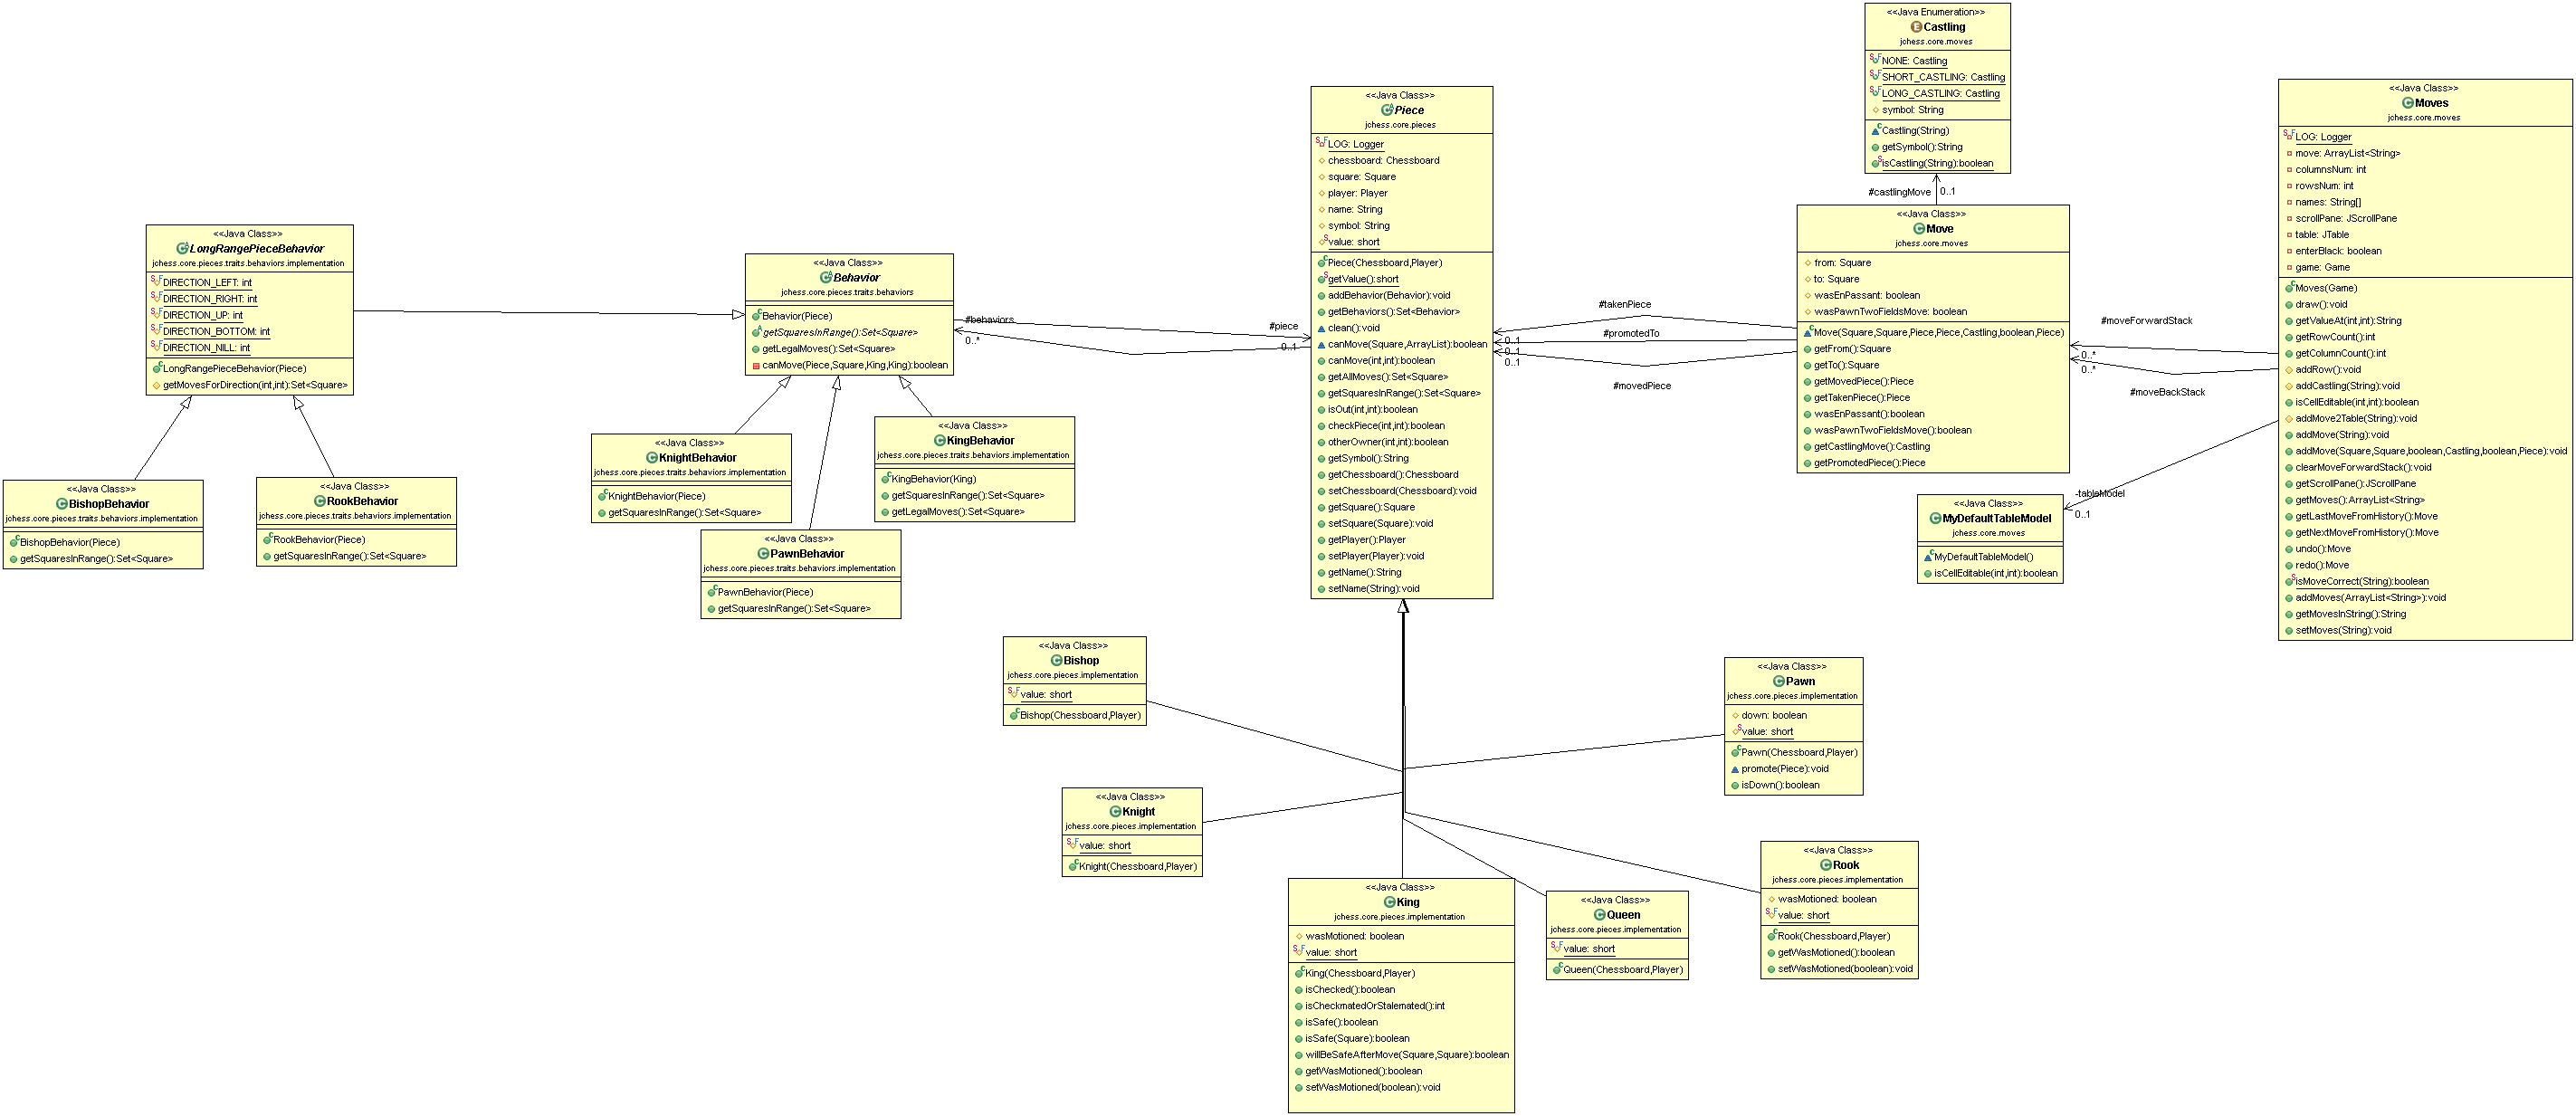 <<Java Class>>
LongRangePieceBehavior
jchess.core.pieces.traits.behaviors.implementation
DIRECTION_LEFT: int
DIRECTION_RIGHT: int
DIRECTION_UP: int
DIRECTION_BOTTOM: int
DIRECTION_NILL: int
LongRangePieceBehavior(Piece)
getMovesForDirection(int,int):Set<Square>
<<Java Class>>
BishopBehavior
jchess.core.pieces.traits.behaviors.implementation
BishopBehavior(Piece)
getSquaresInRange():Set<Square>
<<Java Class>>
RookBehavior
jchess.core.pieces.traits.behaviors.implementation
RookBehavior(Piece)
getSquaresInRange():Set<Square>
<<Java Class>>
Behavior
jchess.core.pieces.traits.behaviors
Behavior(Piece)
getSquaresInRange():Set<Square>
getLegalMoves():Set<Square>
canMove(Piece,Square,King,King):boolean
<<Java Class>>
KnightBehavior
jchess.core.pieces.traits.behaviors.implementation
KnightBehavior(Piece)
getSquaresInRange():Set<Square>
<<Java Class>>
KingBehavior
jchess.core.pieces.traits.behaviors.implementation
KingBehavior(King)
getSquaresInRange():Set<Square>
getLegalMoves():Set<Square>
<<Java Class>>
PawnBehavior
jchess.core.pieces.traits.behaviors.implementation
PawnBehavior(Piece)
getSquaresInRange():Set<Square>
#behaviors
0..*
#piece
0..1
<<Java Class>>
Piece
jchess.core.pieces
LOG: Logger
chessboard: Chessboard
square: Square
player: Player
name: String
symbol: String
value: short
Piece(Chessboard,Player)
getValue():short
addBehavior(Behavior):void
getBehaviors():Set<Behavior>
clean():void
canMove(Square,ArrayList):boolean
canMove(int,int):boolean
getAllMoves():Set<Square>
getSquaresInRange():Set<Square>
isOut(int,int):boolean
checkPiece(int,int):boolean
otherOwner(int,int):boolean
getSymbol():String
getChessboard():Chessboard
setChessboard(Chessboard):void
getSquare():Square
setSquare(Square):void
getPlayer():Player
setPlayer(Player):void
getName():String
setName(String):void
#takenPiece
0..1
#promotedTo
0..1
#movedPiece
0..1
<<Java Enumeration>>
Castling
jchess.core.moves
NONE: Castling
SHORT_CASTLING: Castling
LONG_CASTLING: Castling
symbol: String
Castling(String)
getSymbol():String
isCastling(String):boolean
#castlingMove
0..1
<<Java Class>>
Move
jchess.core.moves
from: Square
to: Square
wasEnPassant: boolean
wasPawnTwoFieldsMove: boolean
Move(Square,Square,Piece,Piece,Castling,boolean,Piece)
getFrom():Square
getTo():Square
getMovedPiece():Piece
getTakenPiece():Piece
wasEnPassant():boolean
wasPawnTwoFieldsMove():boolean
getCastlingMove():Castling
getPromotedPiece():Piece
#moveForwardStack
0..*
0..*
#moveBackStack
-tableModel
0..1
<<Java Class>>
MyDefaultTableModel
jchess.core.moves
MyDefaultTableModel()
isCellEditable(int,int):boolean
<<Java Class>>
Moves
jchess.core.moves
LOG: Logger
move: ArrayList<String>
columnsNum: int
rowsNum: int
names: String[]
scrollPane: JScrollPane
table: JTable
enterBlack: boolean
game: Game
Moves(Game)
draw():void
getValueAt(int,int):String
getRowCount():int
getColumnCount():int
addRow():void
addCastling(String):void
isCellEditable(int,int):boolean
addMove2Table(String):void
addMove(String):void
addMove(Square,Square,boolean,Castling,boolean,Piece):void
clearMoveForwardStack():void
getScrollPane():JScrollPane
getMoves():ArrayList<String>
getLastMoveFromHistory():Move
getNextMoveFromHistory():Move
undo():Move
redo():Move
isMoveCorrect(String):boolean
addMoves(ArrayList<String>):void
getMovesInString():String
setMoves(String):void
<<Java Class>>
Bishop
jchess.core.pieces.implementation
value: short
Bishop(Chessboard,Player)
<<Java Class>>
Pawn
jchess.core.pieces.implementation
down: boolean
value: short
Pawn(Chessboard,Player)
promote(Piece):void
isDown():boolean
<<Java Class>>
Knight
jchess.core.pieces.implementation
value: short
Knight(Chessboard,Player)
<<Java Class>>
King
jchess.core.pieces.implementation
wasMotioned: boolean
value: short
King(Chessboard,Player)
isChecked():boolean
isCheckmatedOrStalemated():int
isSafe():boolean
isSafe(Square):boolean
willBeSafeAfterMove(Square,Square):boolean
getWasMotioned():boolean
setWasMotioned(boolean):void
<<Java Class>>
Queen
jchess.core.pieces.implementation
value: short
Queen(Chessboard,Player)
<<Java Class>>
Rook
jchess.core.pieces.implementation
wasMotioned: boolean
value: short
Rook(Chessboard,Player)
getWasMotioned():boolean
setWasMotioned(boolean):void